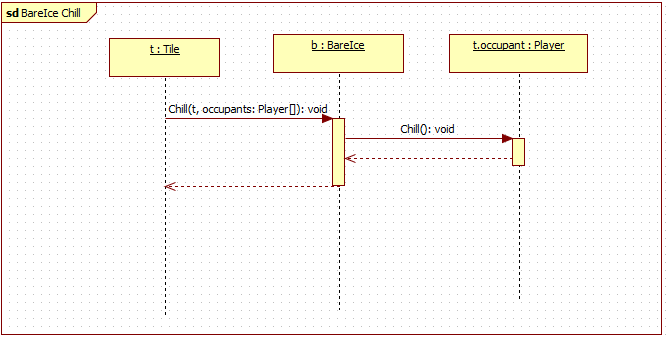 sd BareIce Chill
t : Tile
b : BareIce
t.occupant : Player
Chill(t, occupants: Player[]): void
Chill(): void